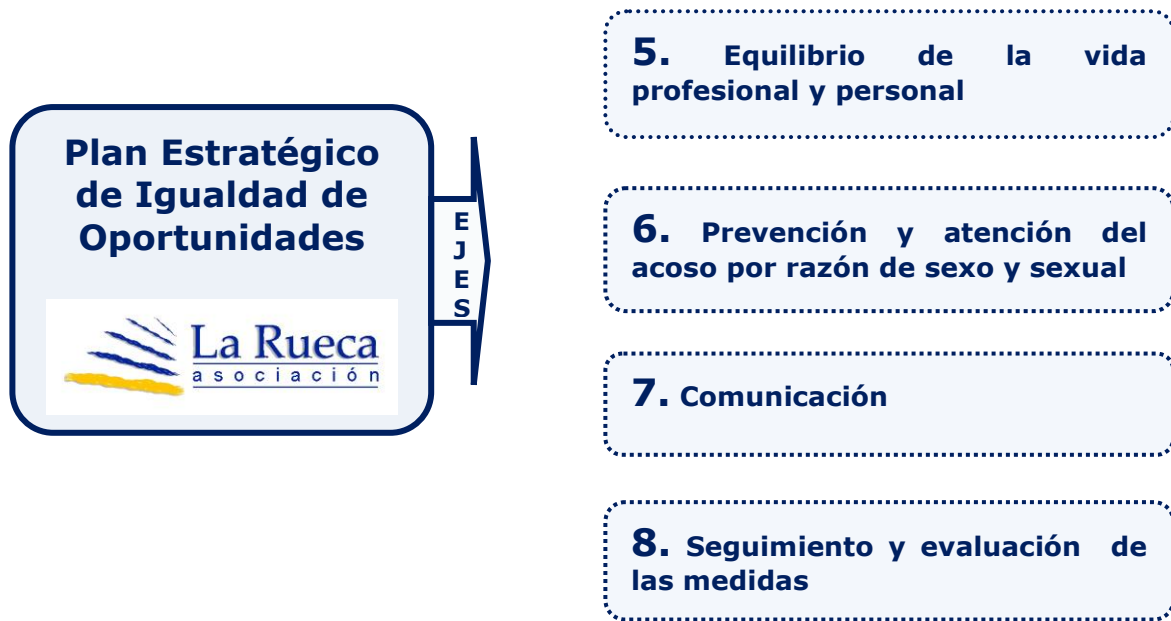 Plan Estratégico
de Igualdad de
Oportunidades
La Rueca
asociación
E
J
E
S
5. Equilibrio de la vida
profesional y personal
6. Prevención y atención del
acoso por razón de sexo y sexual
7. Comunicación
8. Seguimiento y evaluación de
las medidas